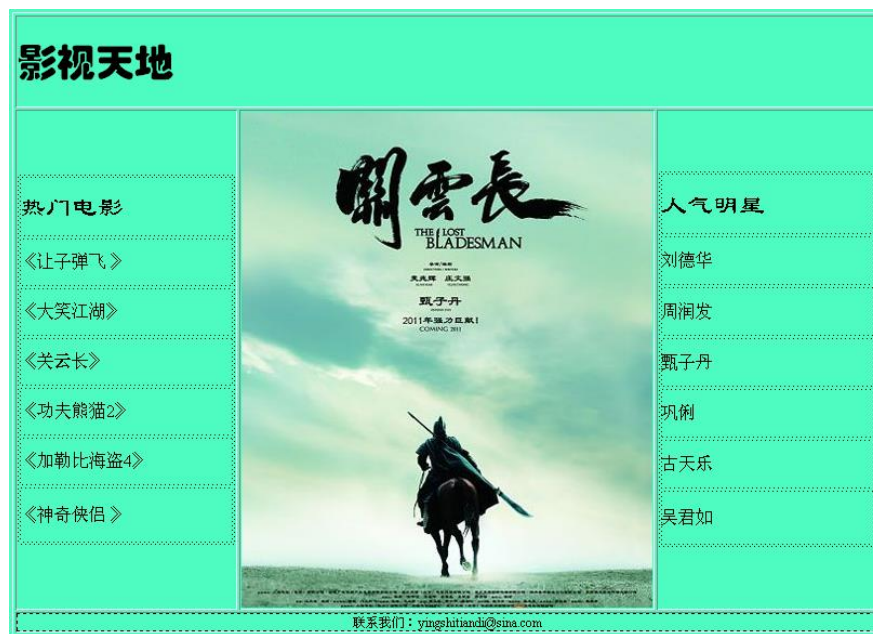 影视天地
热门电影
《让子弹飞 》
《大笑江湖》
《关云长》
《功夫熊猫2》
《加勒比海盗4》
《神奇侠侣 》
關雲長
THE LOST
BLADESMAN
甄子丹
2011年强力巨献!
COMING 2011
人气明星
刘德华
周润发
甄子丹
巩俐
古天乐
吴君如
联系我们：yingshitiandi@sina.com